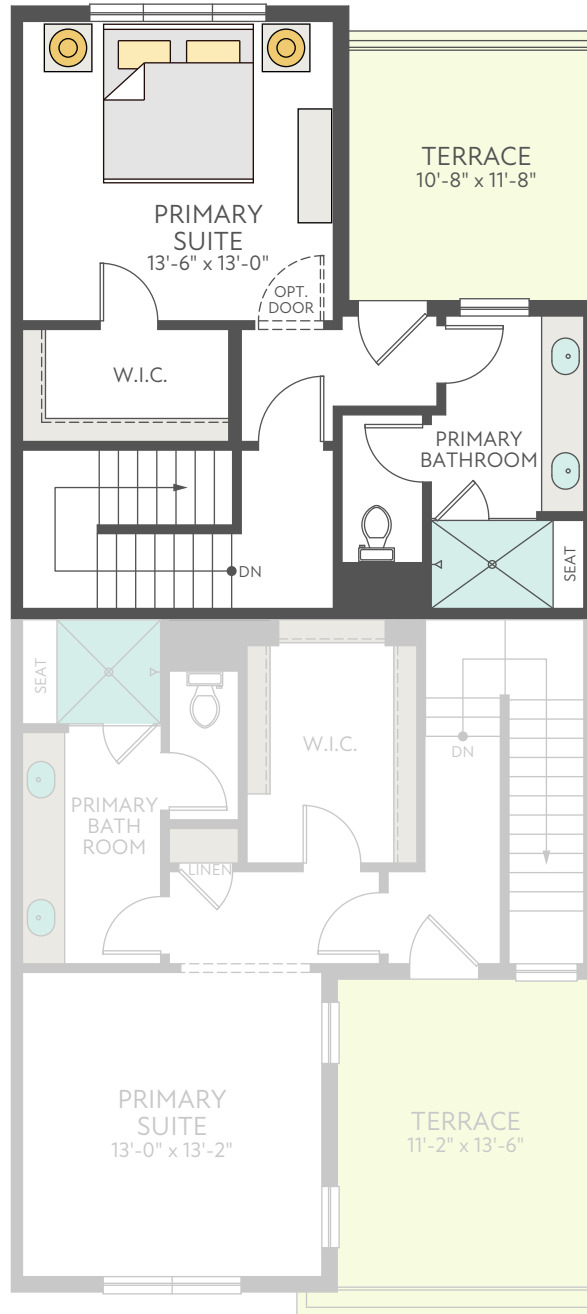 TERRACE
10'-8" x 11'-8"
PRIMARY
SUITE
13'-6" x 13'-0"
OPT.
DOOR
W.I.C.
PRIMARY
BATHROOM
SEAT
DN
SEAT
W.I.C.
DN
PRIMARY
BATH
ROOM
LINEN
PRIMARY
SUITE
13'-0" x 13'-2"
TERRACE
11'-2" x 13'-6"